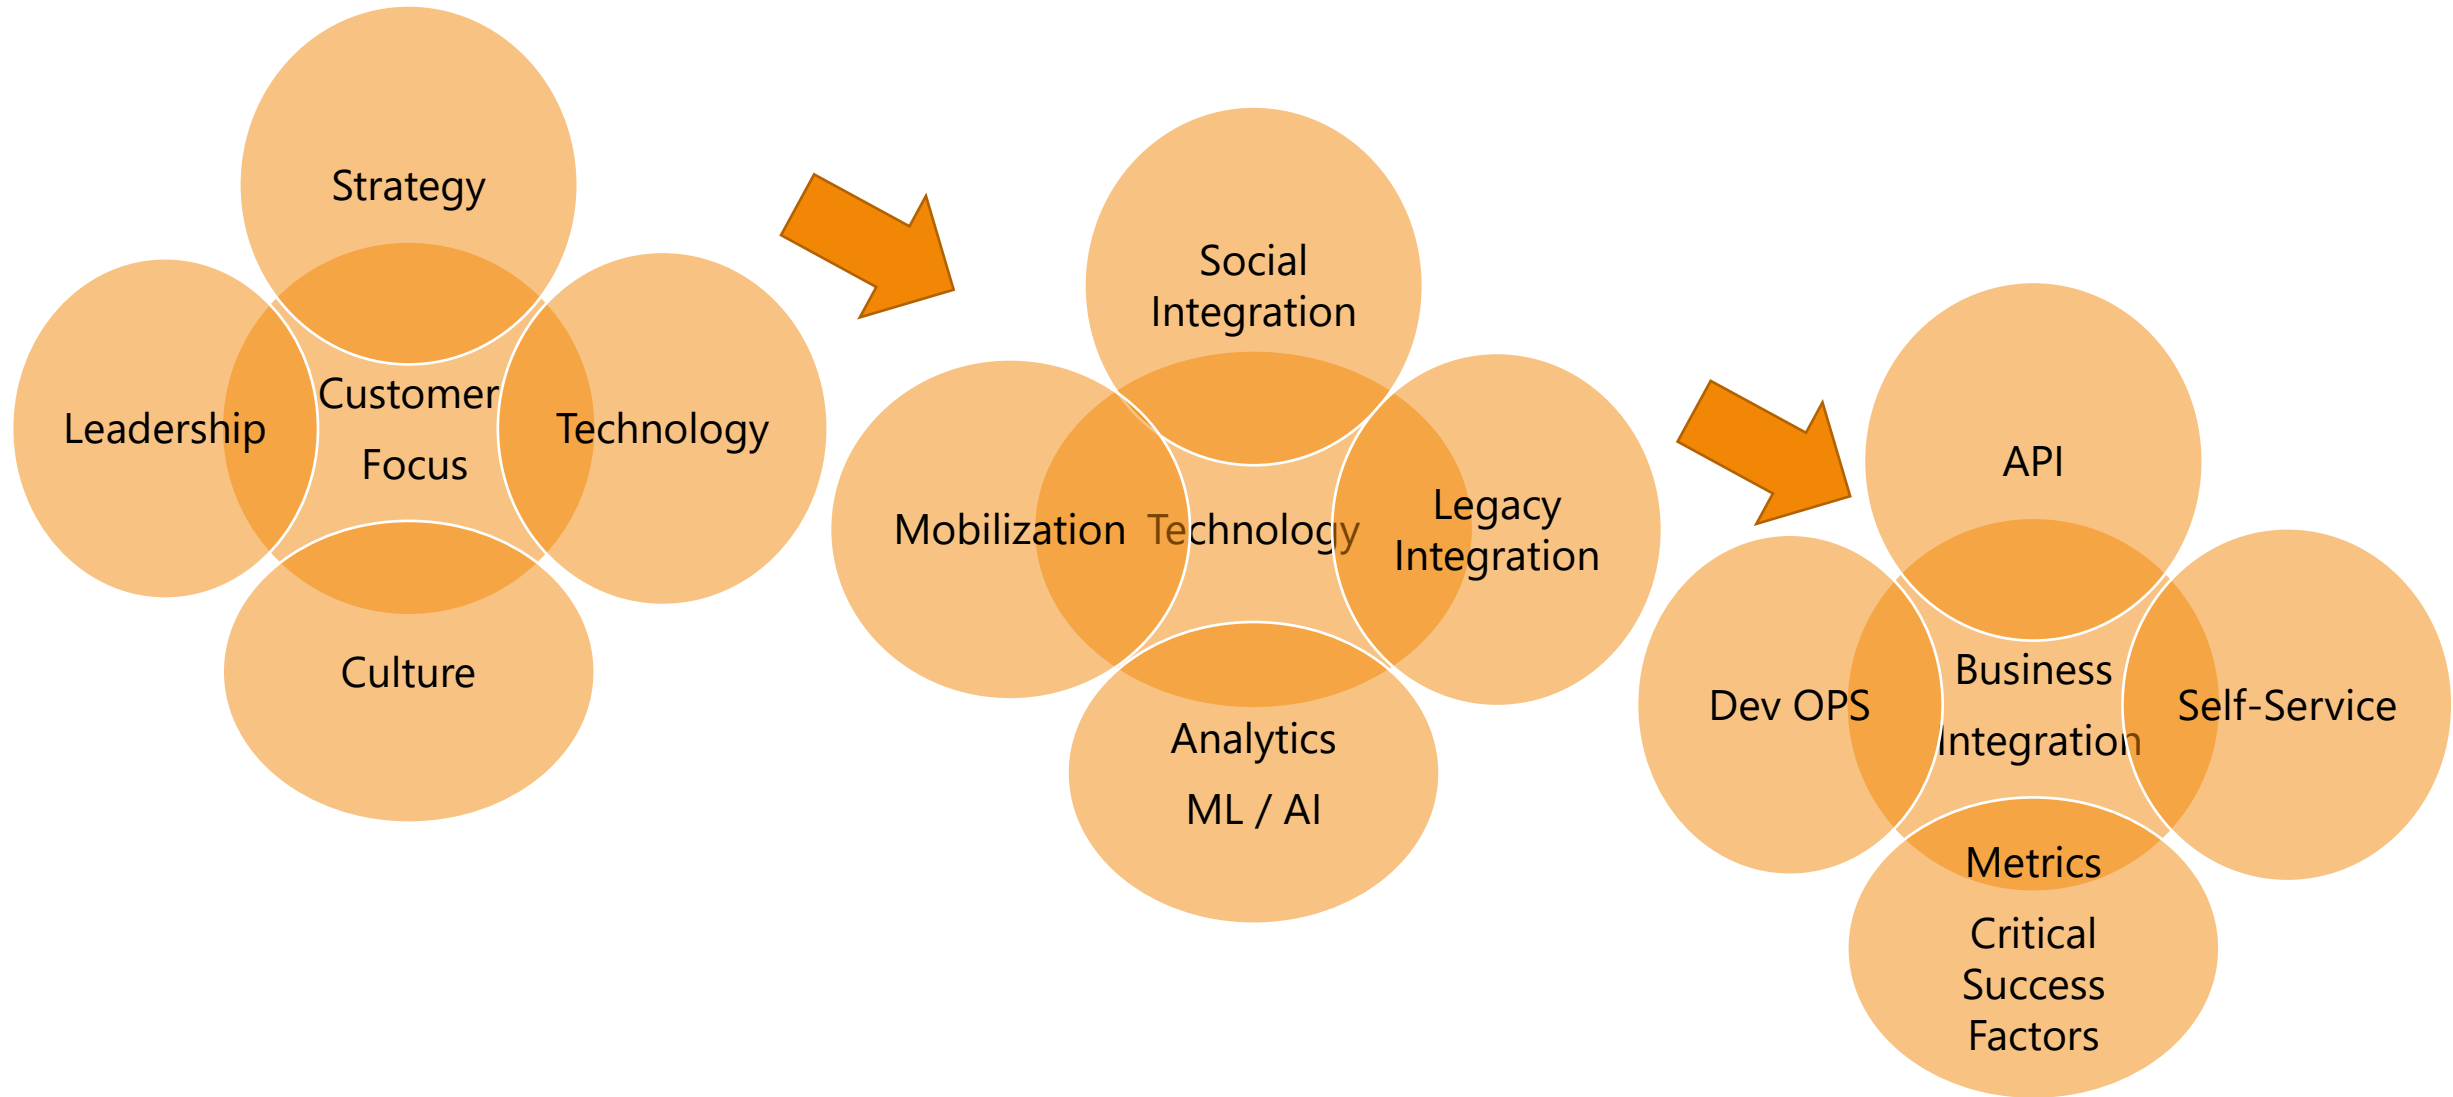 Strategy
Leadership
Customer
Focus
Technology
Culture
Social
Integration
Mobilization
Technology
Legacy
Integration
Analytics
ML / AI
API
Dev OPS
Business
Integration
Self-Service
Metrics
Critical
Success
Factors